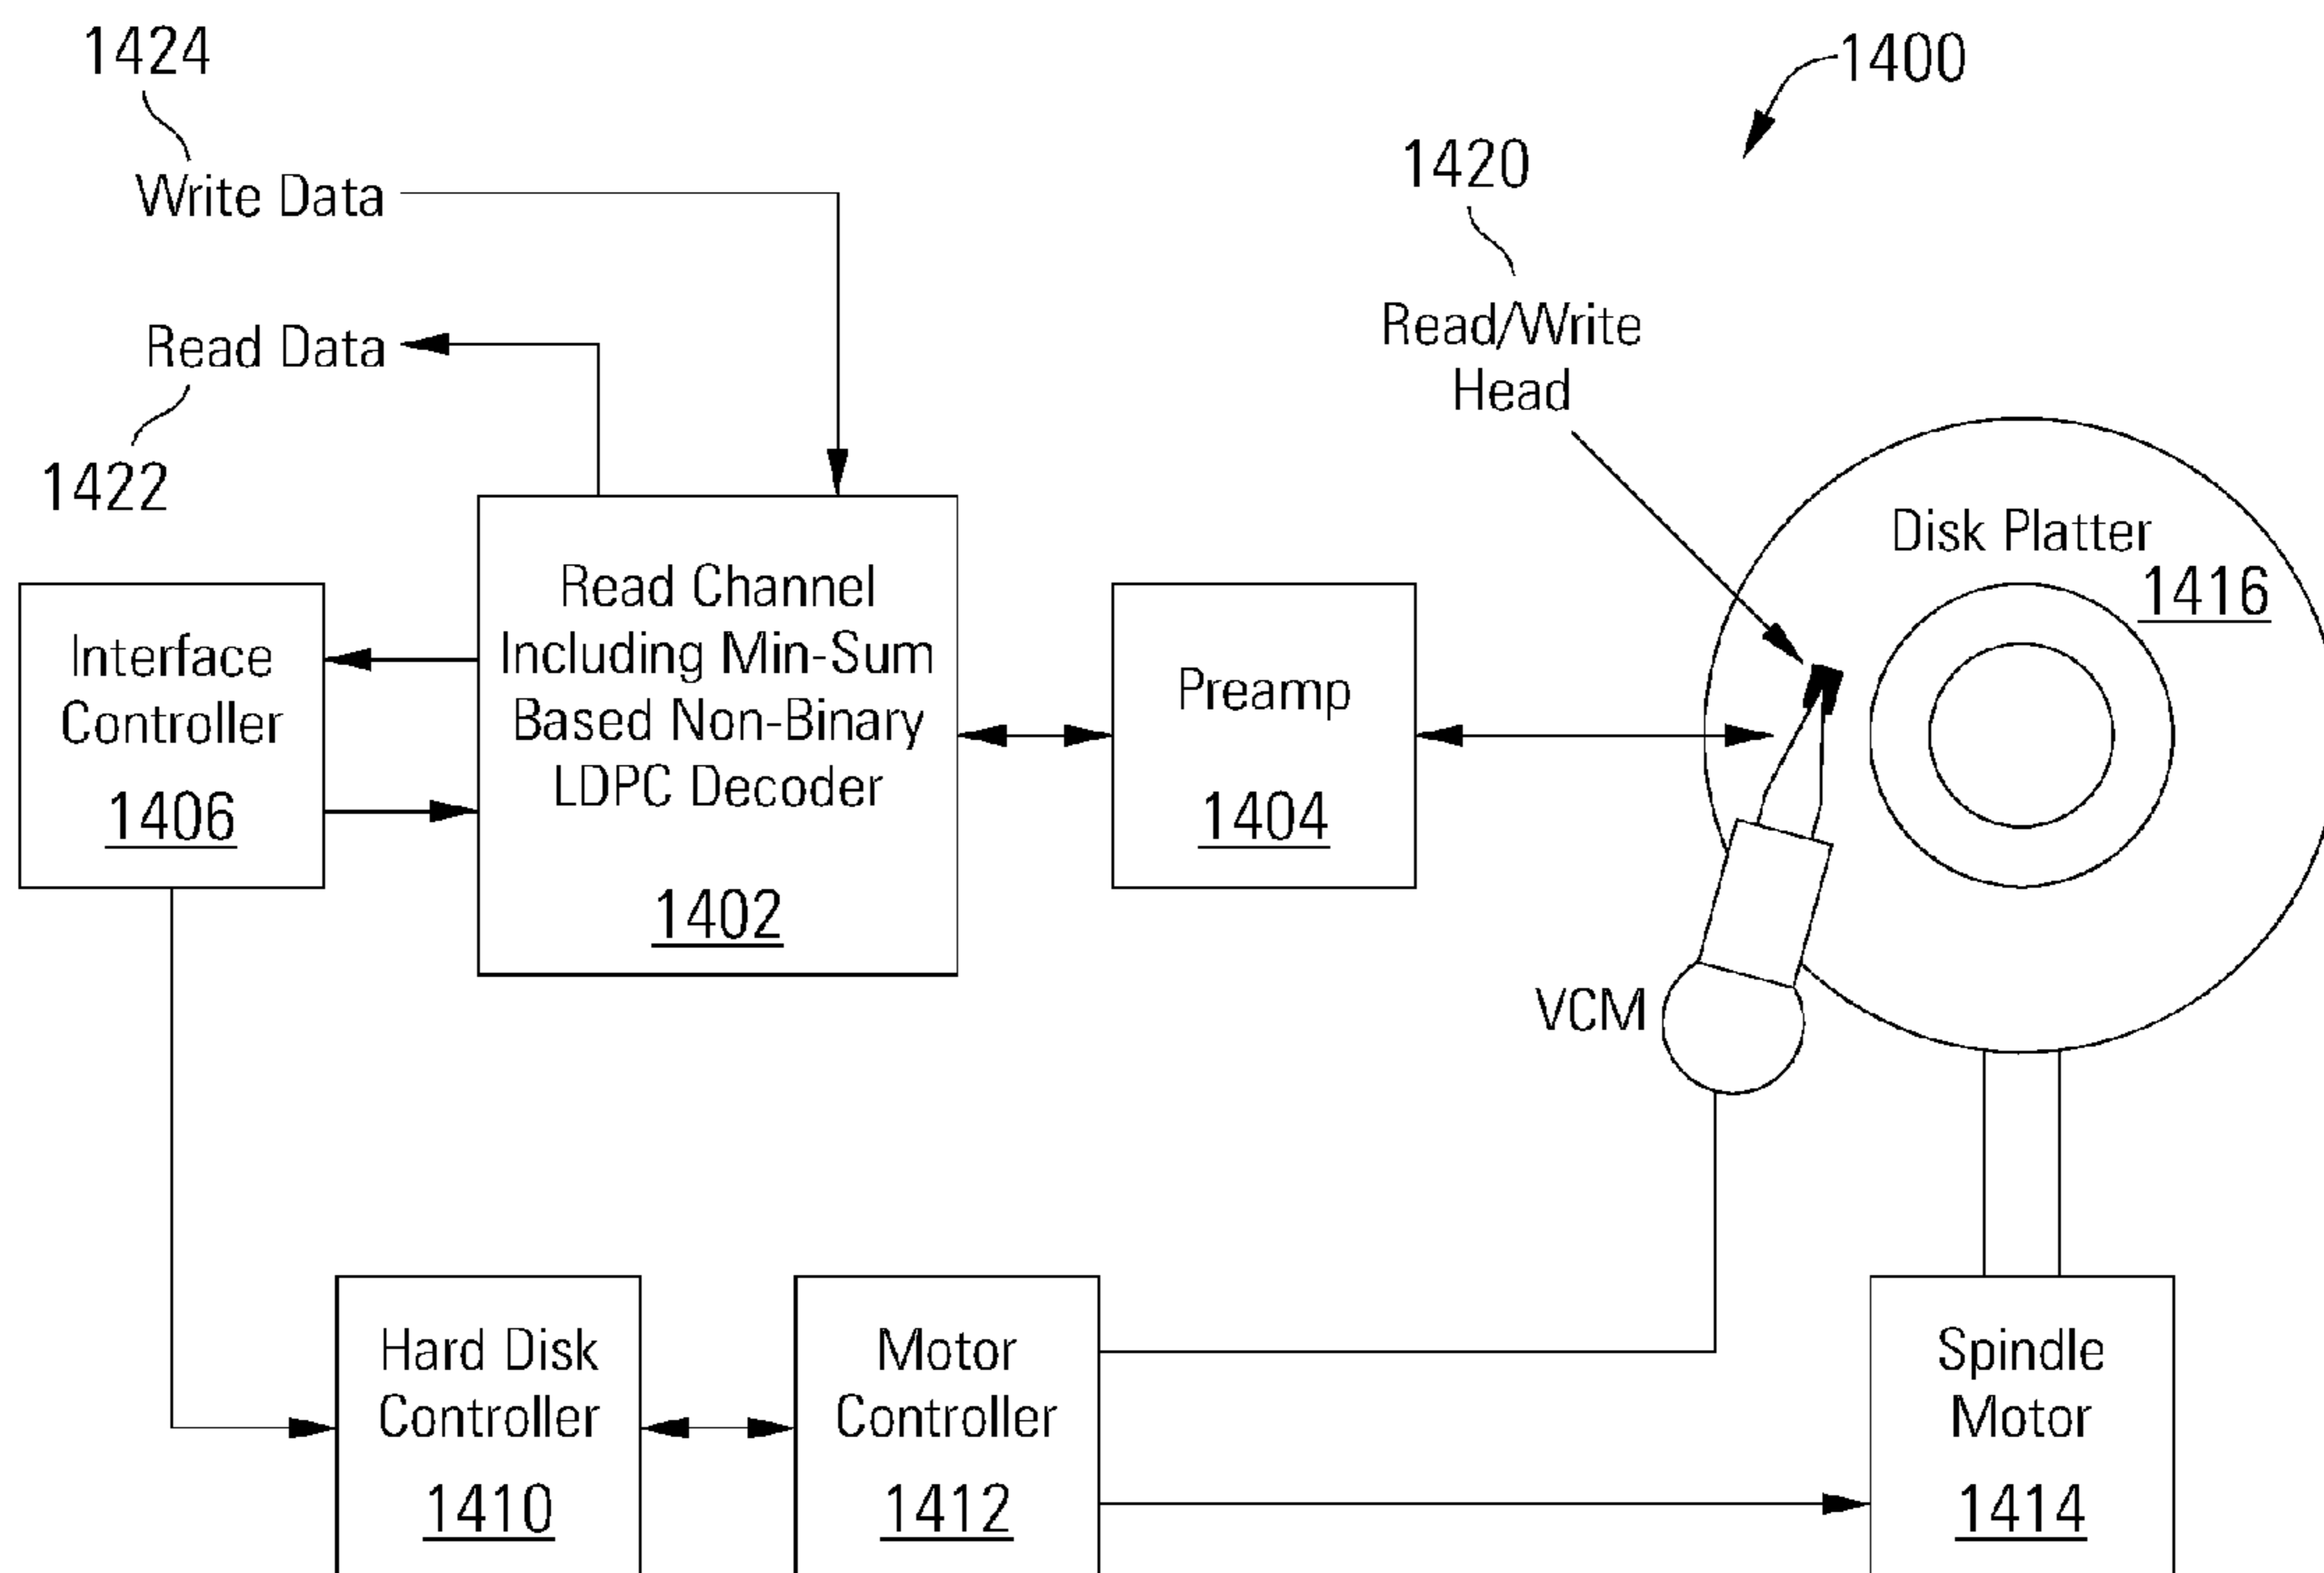 1424
Write Data
1400
1420
Read/Write
Head
Read Data
1422
Disk Platter
1416
Interface
Controller
1406
Read Channel
Including Min-Sum
Based Non-Binary
LDPC Decoder
1402
Preamp
1404
VCM
Hard Disk
Controller
1410
Motor
Controller
1412
Spindle
Motor
1414